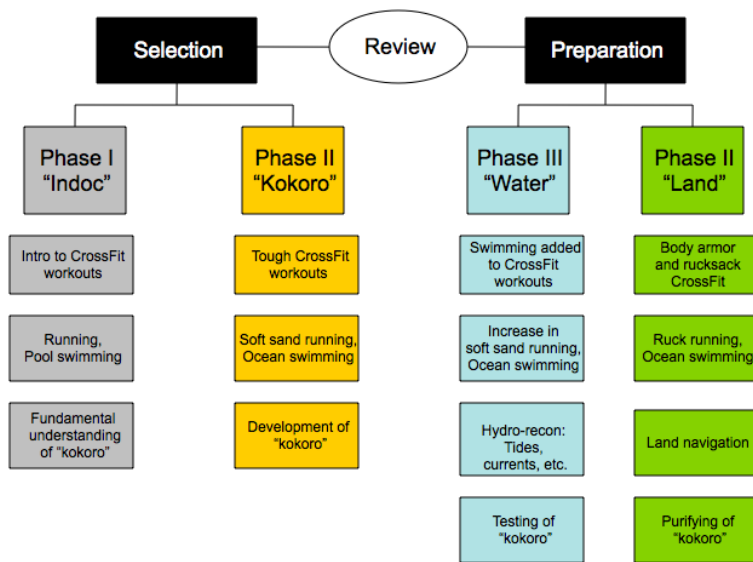 Selection
Review
Preparation
Phase I
“Indoc”
Phase II
“Kokoro”
Phase III
“Water”
Phase II
“Land”
Intro to CrossFit
workouts
Tough CrossFit
workouts
Swimming added
to CrossFit
workouts
Body armor
and rucksack
CrossFit
Running,
Pool swimming
Soft sand running,
Ocean swimming
Increase in
soft sand running,
Ocean swimming
Ruck running,
Ocean swimming
Fundamental
understanding
of “kokoro”
Development of
“kokoro”
Hydro-recon:
Tides,
currents, etc.
Land navigation
Testing of
“kokoro”
Purifying of
“kokoro”